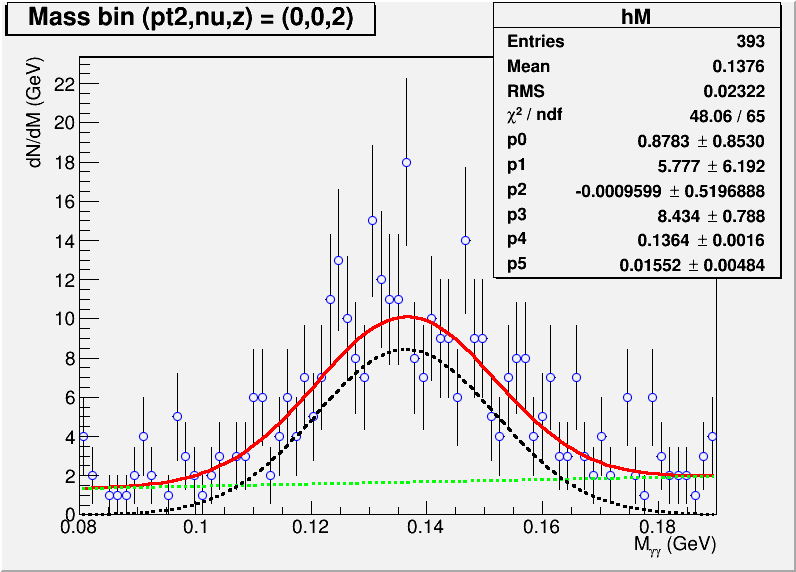 Mass bin (pt2,nu,z) = (0,0,2)
hM
Entries 393
Mean 0.1376
RMS 0.02322
χ² / ndf 48.06 / 65
p0 0.8783 ± 0.8530
p1 5.777 ± 6.192
p2 -0.0009599 ± 0.5196888
p3 8.434 ± 0.788
p4 0.1364 ± 0.0016
p5 0.01552 ± 0.00484
dN/dM (GeV)
22
20
18
16
14
12
10
8
6
4
2
0
0.08 0.1 0.12 0.14 0.16 0.18
Mγγ (GeV)